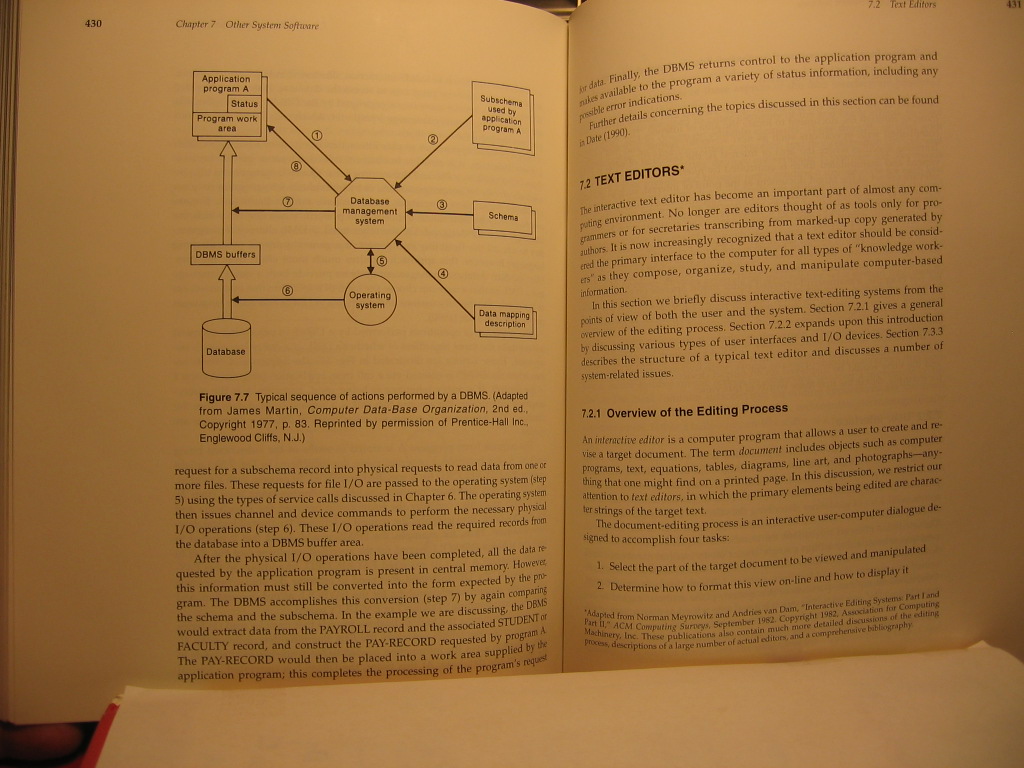 430
Chapter 7 Other System Software
Application
program A
Status
Program work
area
Subschema
used by
application
program A
1
2
8
7
Database
management
system
3
Schema
DBMS buffers
5
4
6
Operating
system
Data mapping
description
Database
Figure 7.7 Typical sequence of actions performed by a DBMS. (Adapted
from James Martin, Computer Data-Base Organization, 2nd ed.,
Copyright 1977, p. 83. Reprinted by permission of Prentice-Hall Inc.,
Englewood Cliffs, N.J.)
request for a subschema record into physical requests to read data from one or
more files. These requests for file I/O are passed to the operating system (step
5) using the types of service calls discussed in Chapter 6. The operating system
then issues channel and device commands to perform the necessary physical
I/O operations (step 6). These I/O operations read the required records from
the database into a DBMS buffer area.
After the physical I/O operations have been completed, all the data re-
quested by the application program is present in central memory. However,
this information must still be converted into the form expected by the pro-
gram. The DBMS accomplishes this conversion (step 7) by again comparing
the schema and the subschema. In the example we are discussing, the DBMS
would extract data from the PAYROLL record and the associated STUDENT or
FACULTY record, and construct the PAY-RECORD requested by program A.
The PAY-RECORD would then be placed into a work area supplied by the
application program; this completes the processing of the program's request
7.2 Text Editors
431
for data. Finally, the DBMS returns control to the application program and
makes available to the program a variety of status information, including any
possible error indications.
Further details concerning the topics discussed in this section can be found
in Date (1990).
7.2 TEXT EDITORS*
The interactive text editor has become an important part of almost any com-
puting environment. No longer are editors thought of as tools only for pro-
grammers or for secretaries transcribing from marked-up copy generated by
authors. It is now increasingly recognized that a text editor should be consid-
ered the primary interface to the computer for all types of "knowledge work-
ers" as they compose, organize, study, and manipulate computer-based
information.
In this section we briefly discuss interactive text-editing systems from the
points of view of both the user and the system. Section 7.2.1 gives a general
overview of the editing process. Section 7.2.2 expands upon this introduction
by discussing various types of user interfaces and I/O devices. Section 7.3.3
describes the structure of a typical text editor and discusses a number of
system-related issues.
7.2.1 Overview of the Editing Process
An interactive editor is a computer program that allows a user to create and re-
vise a target document. The term document includes objects such as computer
programs, text, equations, tables, diagrams, line art, and photographs—any-
thing that one might find on a printed page. In this discussion, we restrict our
attention to text editors, in which the primary elements being edited are charac-
ter strings of the target text.
The document-editing process is an interactive user-computer dialogue de-
signed to accomplish four tasks:
1. Select the part of the target document to be viewed and manipulated
2. Determine how to format this view on-line and how to display it
*Adapted from Norman Meyrowitz and Andries van Dam, "Interactive Editing Systems: Part I and
Part II," ACM Computing Surveys, September 1982. Copyright 1982, Association for Computing
Machinery, Inc. These publications also contain much more detailed discussions of the editing
process, descriptions of a large number of actual editors, and a comprehensive bibliography.